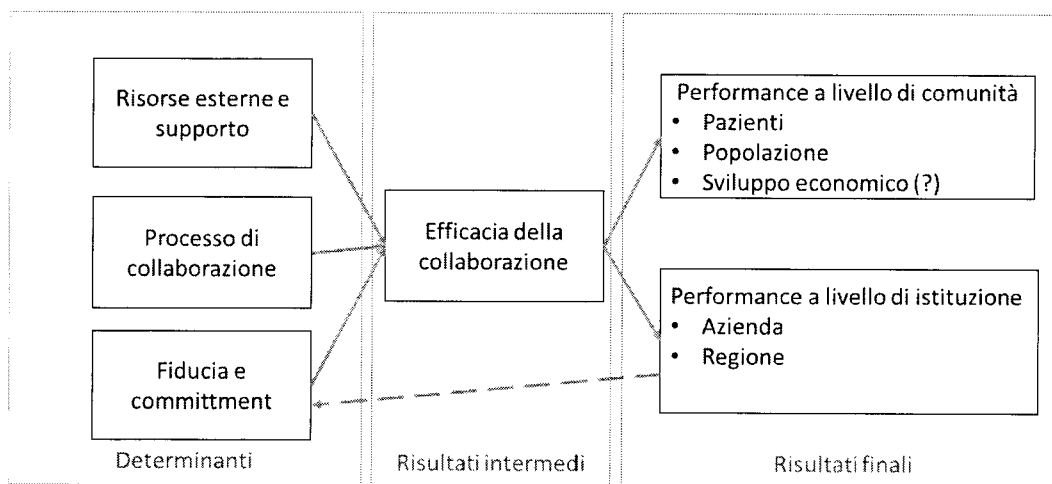 Risorse esterne e
supporto
Processo di
collaborazione
Fiducia e
committment
Determinanti
Efficacia della
collaborazione
Risultati intermedi
Performance a livello di comunità
• Pazienti
• Popolazione
• Sviluppo economico (?)
Performance a livello di istituzione
• Azienda
• Regione
Risultati finali